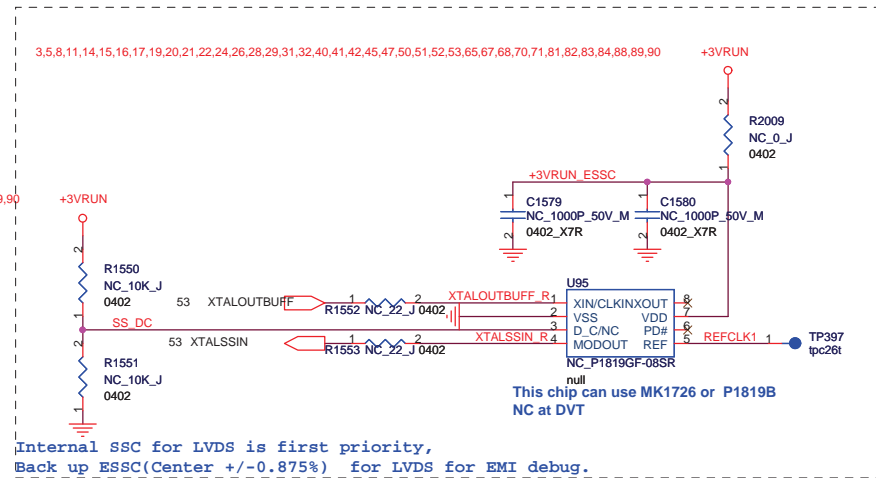 3,5,8,11,14,15,16,17,19,20,21,22,24,26,28,29,31,32,40,41,42,45,47,50,51,52,53,65,67,68,70,71,81,82,83,84,88,89,90
+3VRUN
2
R2009
NC_0_J
0402
1
+3VRUN_ESSC
9,90
+3VRUN
1
C1579
NC_1000P_50V_M
2
0402_X7R
1
C1580
NC_1000P_50V_M
2
0402_X7R
2
R1550
NC_10K_J
0402
1
U95
53 XTALOUTBUFF
1
2
R1552 NC_22_J 0402
XTALOUTBUFF_R
1 XIN/CLKIN XOUT 8
2 VSS VDD 7
SS_DC
3 D_C/NC PD# 6
53 XTALSSIN
1
2
R1553 NC_22_J 0402
XTALSSIN_R
4 MODOUT REF 5
REFCLK1
1
TP397
tpc26t
NC_P1819GF-08SR
null
2
R1551
NC_10K_J
0402
1
This chip can use MK1726 or P1819B
NC at DVT
Internal SSC for LVDS is first priority,
Back up ESSC(Center +/-0.875%) for LVDS for EMI debug.